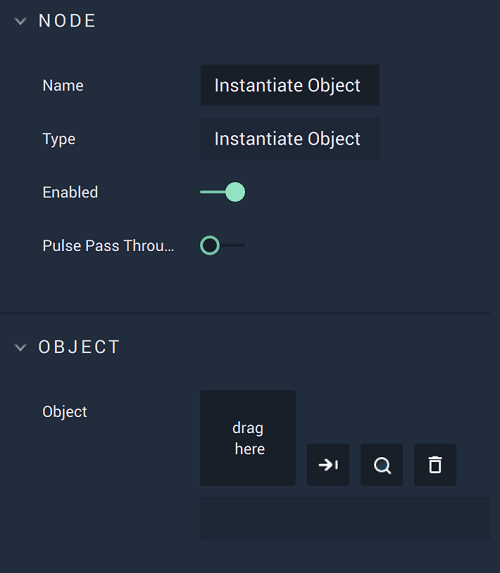 NODE
Name
Instantiate Object
Type
Instantiate Object
Enabled
Pulse Pass Throu...
OBJECT
Object
drag
here